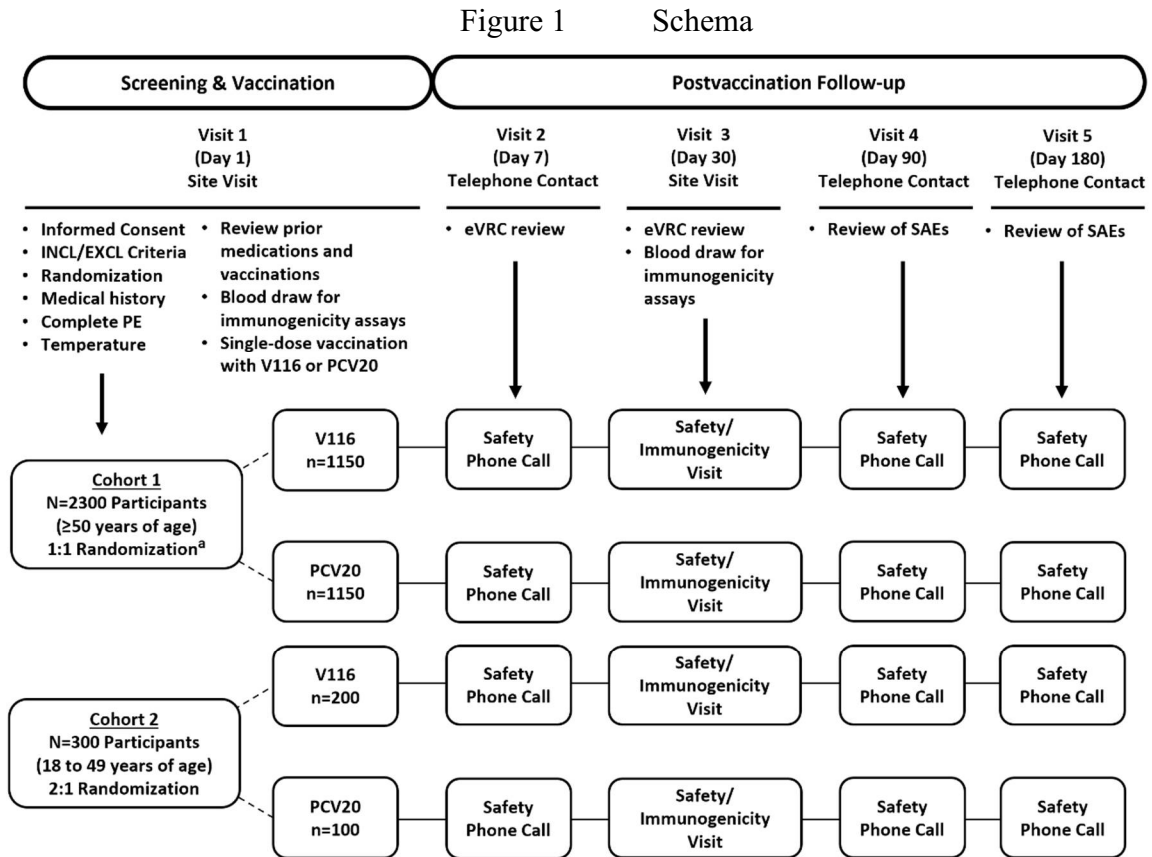 Figure 1 Schema
Screening & Vaccination
Postvaccination Follow-up
Visit 1
(Day 1)
Site Visit
Visit 2
(Day 7)
Telephone Contact
Visit 3
(Day 30)
Site Visit
Visit 4
(Day 90)
Telephone Contact
Visit 5
(Day 180)
Telephone Contact
• Informed Consent
• INCL/EXCL Criteria
• Randomization
• Medical history
• Complete PE
• Temperature
• Review prior
medications and
vaccinations
• Blood draw for
immunogenicity assays
• Single-dose vaccination
with V116 or PCV20
• eVRC review
• eVRC review
• Blood draw for
immunogenicity
assays
• Review of SAEs
• Review of SAEs
Cohort 1
N=2300 Participants
(≥50 years of age)
1:1 Randomizationᵃ
V116
n=1150
Safety
Phone Call
Safety/
Immunogenicity
Visit
Safety
Phone Call
Safety
Phone Call
PCV20
n=1150
Safety
Phone Call
Safety/
Immunogenicity
Visit
Safety
Phone Call
Safety
Phone Call
Cohort 2
N=300 Participants
(18 to 49 years of age)
2:1 Randomization
V116
n=200
Safety
Phone Call
Safety/
Immunogenicity
Visit
Safety
Phone Call
Safety
Phone Call
PCV20
n=100
Safety
Phone Call
Safety/
Immunogenicity
Visit
Safety
Phone Call
Safety
Phone Call